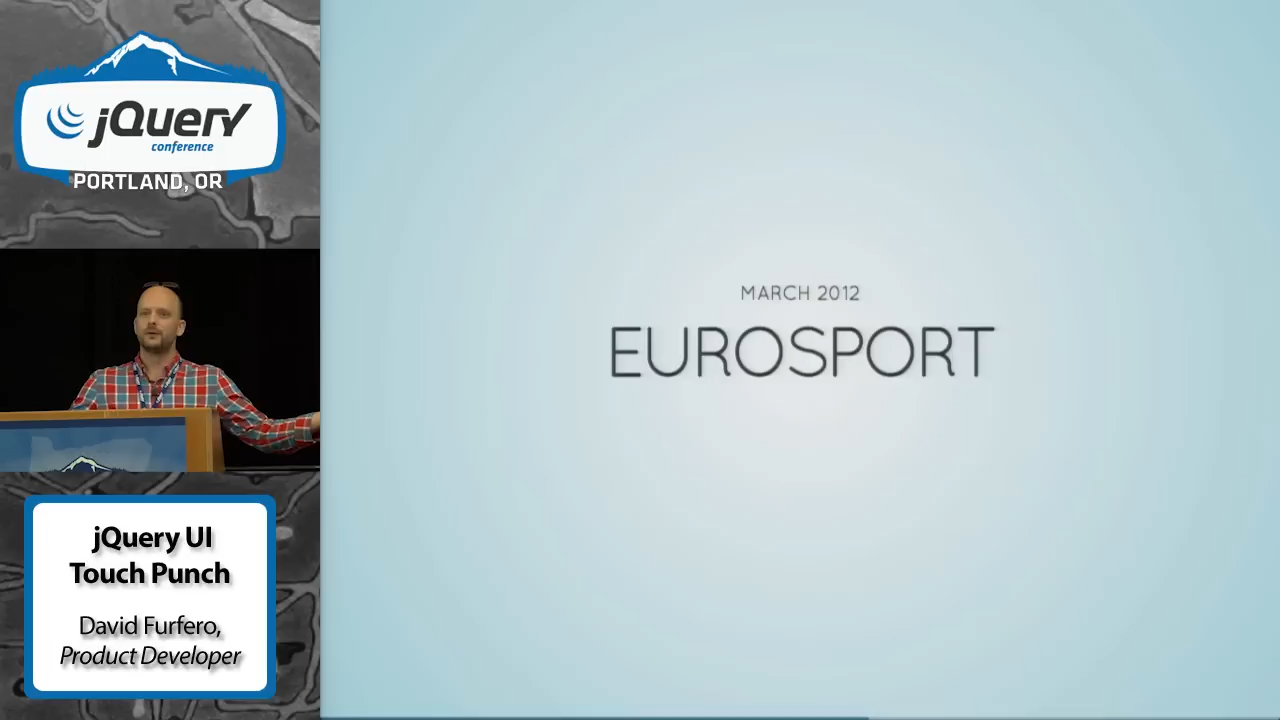 jQuery
conference
PORTLAND, OR
MARCH 2012
EUROSPORT
jQuery UI
Touch Punch
David Furfero,
Product Developer